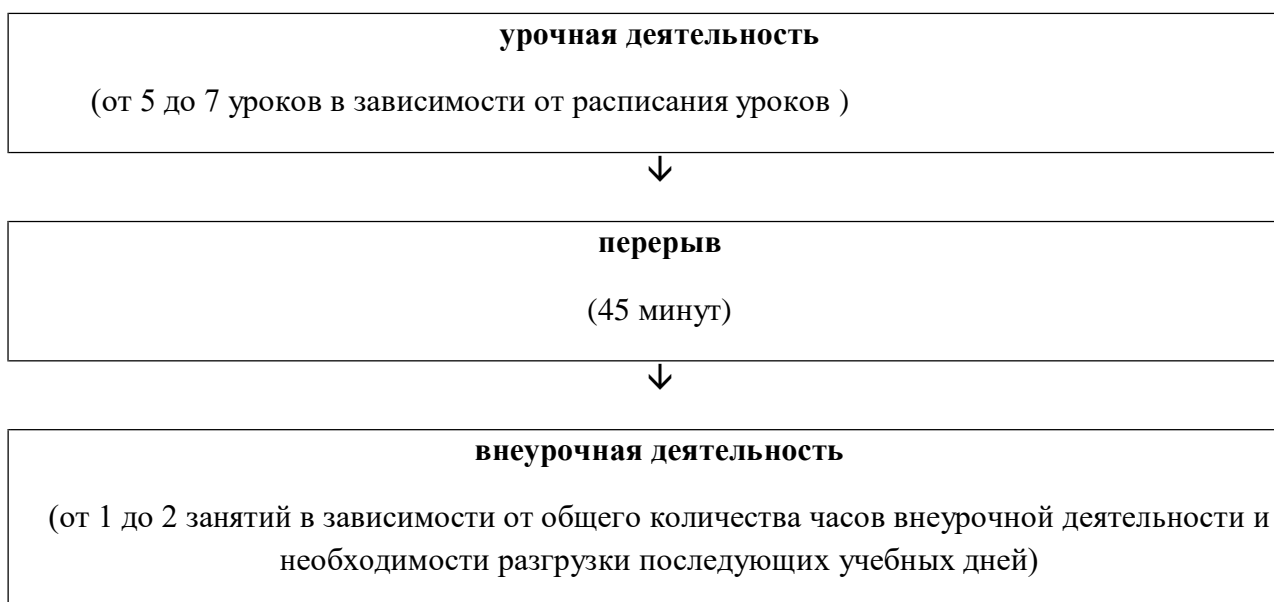 урочная деятельность
(от 5 до 7 уроков в зависимости от расписания уроков )
↓
перерыв
(45 минут)
↓
внеурочная деятельность
(от 1 до 2 занятий в зависимости от общего количества часов внеурочной деятельности и
необходимости разгрузки последующих учебных дней)